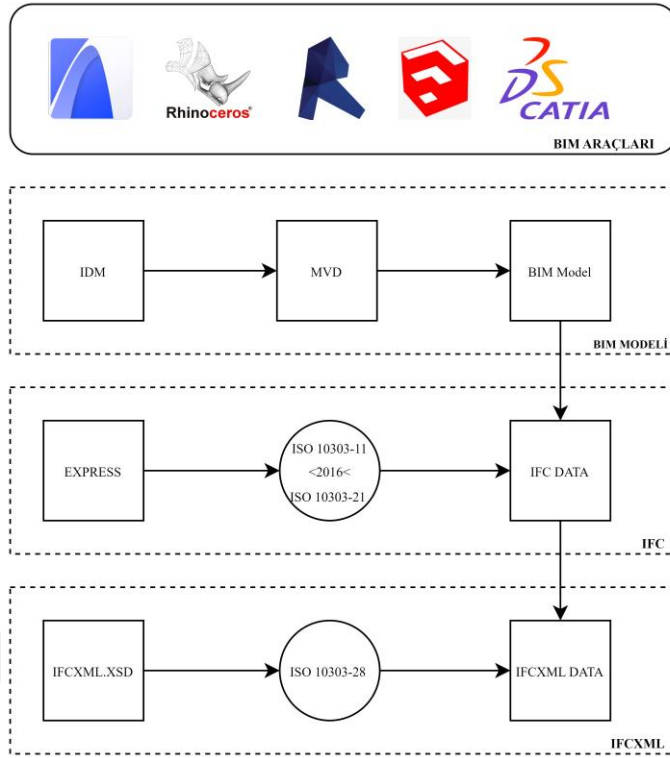 Rhinoceros®
CATIA
BIM ARAÇLARI
IDM
MVD
BIM Model
BIM MODELİ
EXPRESS
ISO 10303-11
<2016<
ISO 10303-21
IFC DATA
IFC
IFCXML.XSD
ISO 10303-28
IFCXML DATA
IFCXML